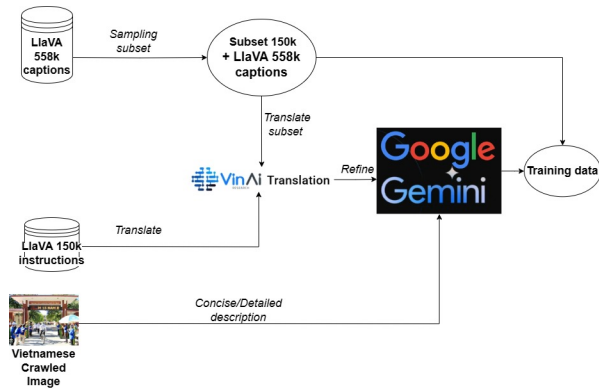 LlaVA
558k
captions
Sampling
subset
Subset 150k
+ LlaVA 558k
captions
Translate
subset
VinAi Translation
Refine
Google
Gemini
Training data
LlaVA 150k
instructions
Translate
Concise/Detailed
description
Vietnamese
Crawled
Image